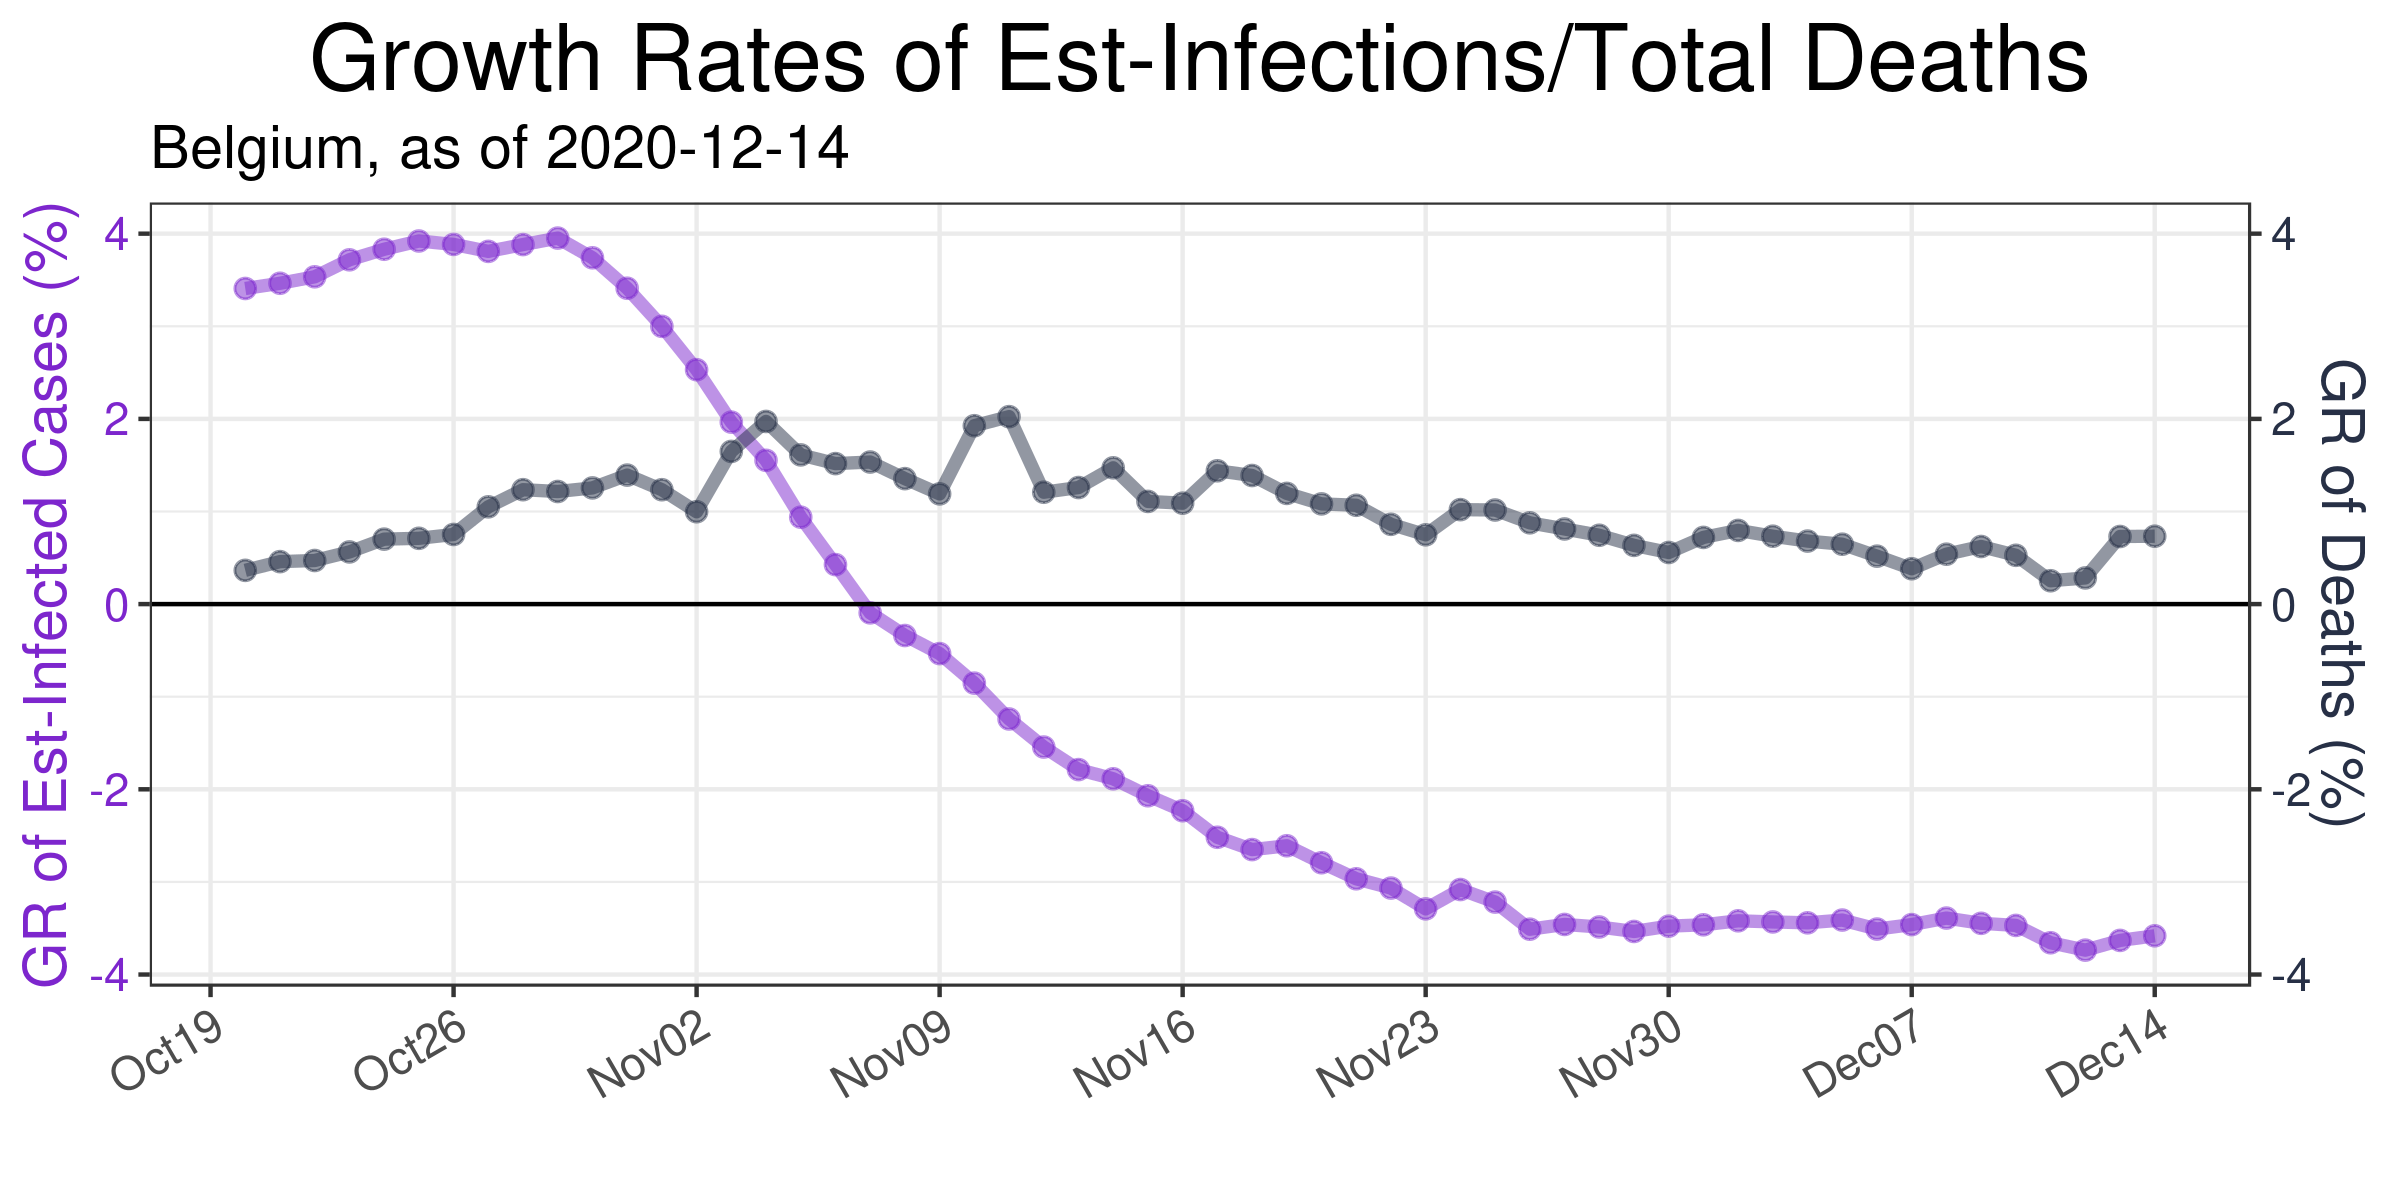 Growth Rates of Est-Infections/Total Deaths
Belgium, as of 2020-12-14
GR of Est-Infected Cases (%)
4
2
0
-2
-4
4
2
0
-2
-4
GR of Deaths (%)
Oct19
Oct26
Nov02
Nov09
Nov16
Nov23
Nov30
Dec07
Dec14